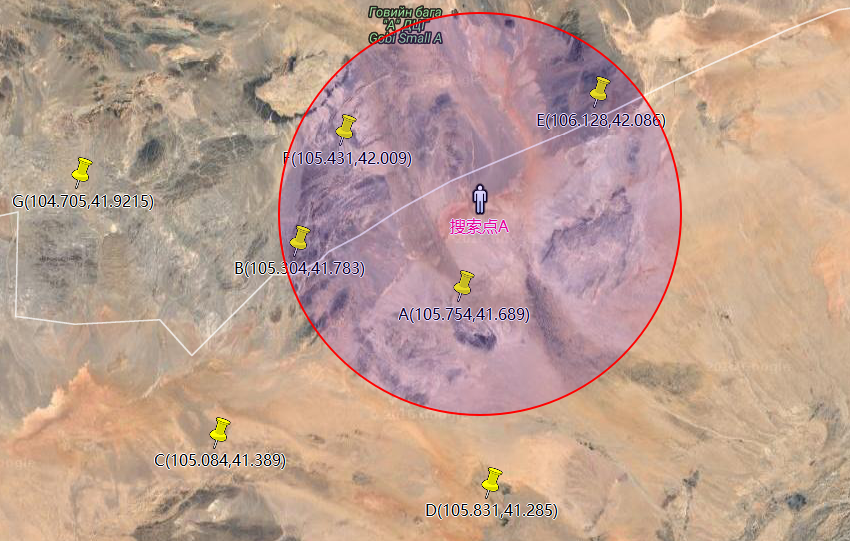 Говийн бага
"А" ДЦГ
Gobi Small A
E(106.128,42.086)
F(105.431,42.009)
G(104.705,41.9215)
搜索点A
B(105.304,41.783)
A(105.754,41.689)
C(105.084,41.389)
D(105.831,41.285)